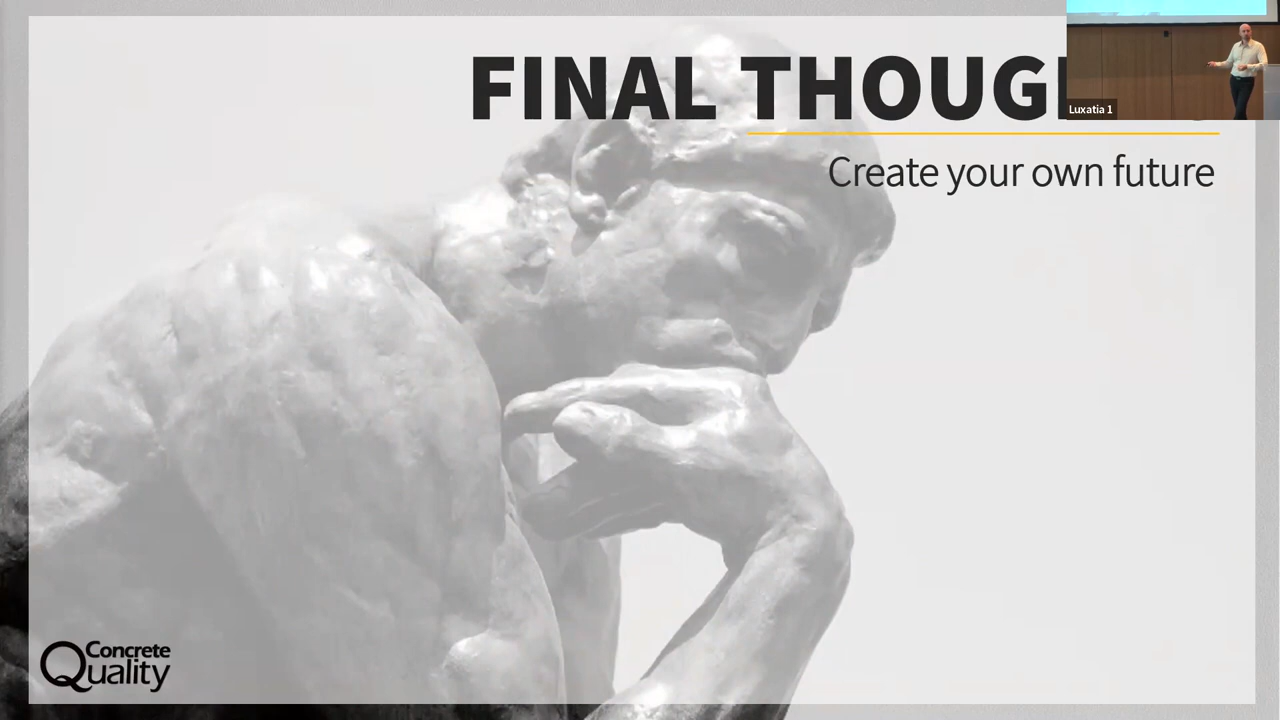 FINAL THOUG
Luxatia 1
Create your own future
Concrete
Quality